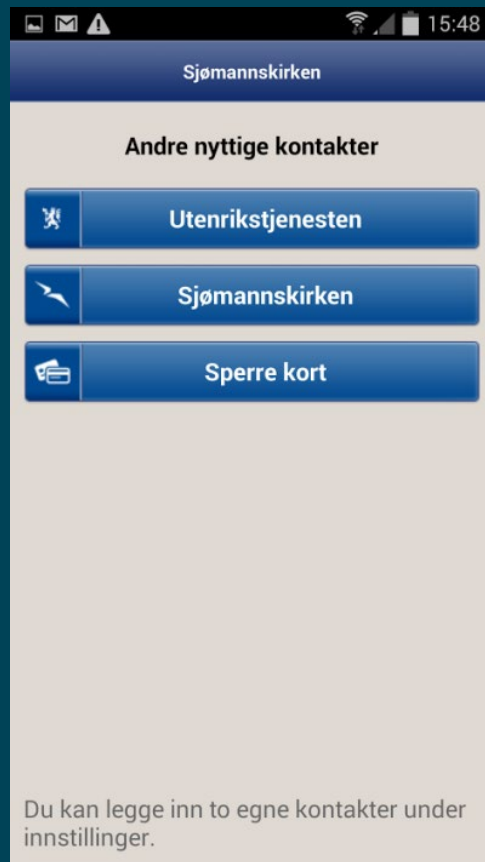 15:48
Sjømannskirken
Andre nyttige kontakter
Utenrikstjenesten
Sjømannskirken
Sperre kort
Du kan legge inn to egne kontakter under
innstillinger.